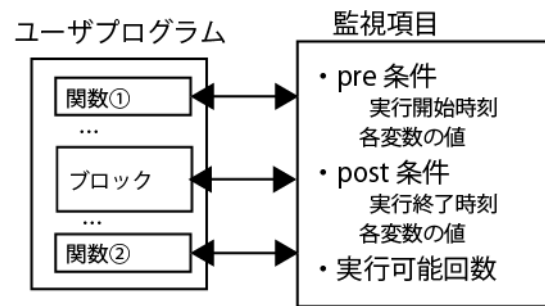 ユーザプログラム
関数①
...
ブロック
...
関数②
監視項目
・pre 条件
実行開始時刻
各変数の値
・post 条件
実行終了時刻
各変数の値
・実行可能回数